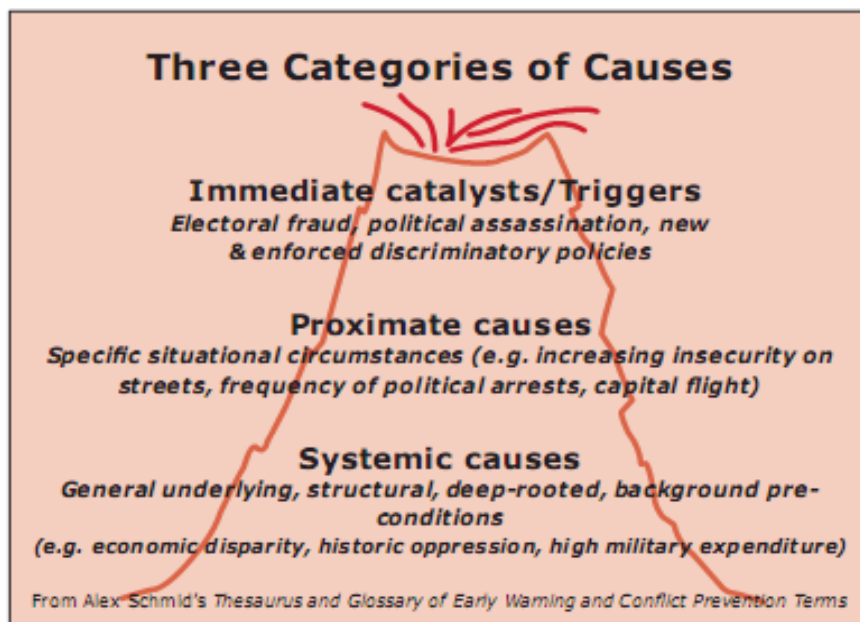 Three Categories of Causes
Immediate catalysts/Triggers
Electoral fraud, political assassination, new
& enforced discriminatory policies
Proximate causes
Specific situational circumstances (e.g. increasing insecurity on
streets, frequency of political arrests, capital flight)
Systemic causes
General underlying, structural, deep-rooted, background pre-
conditions
(e.g. economic disparity, historic oppression, high military expenditure)
From Alex Schmid's Thesaurus and Glossary of Early Warning and Conflict Prevention Terms